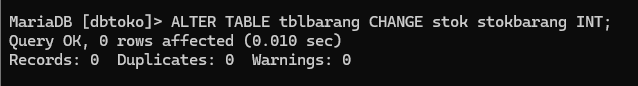 MariaDB [dbtoko]> ALTER TABLE tblbarang CHANGE stok stokbarang INT;
Query OK, 0 rows affected (0.010 sec)
Records: 0  Duplicates: 0  Warnings: 0